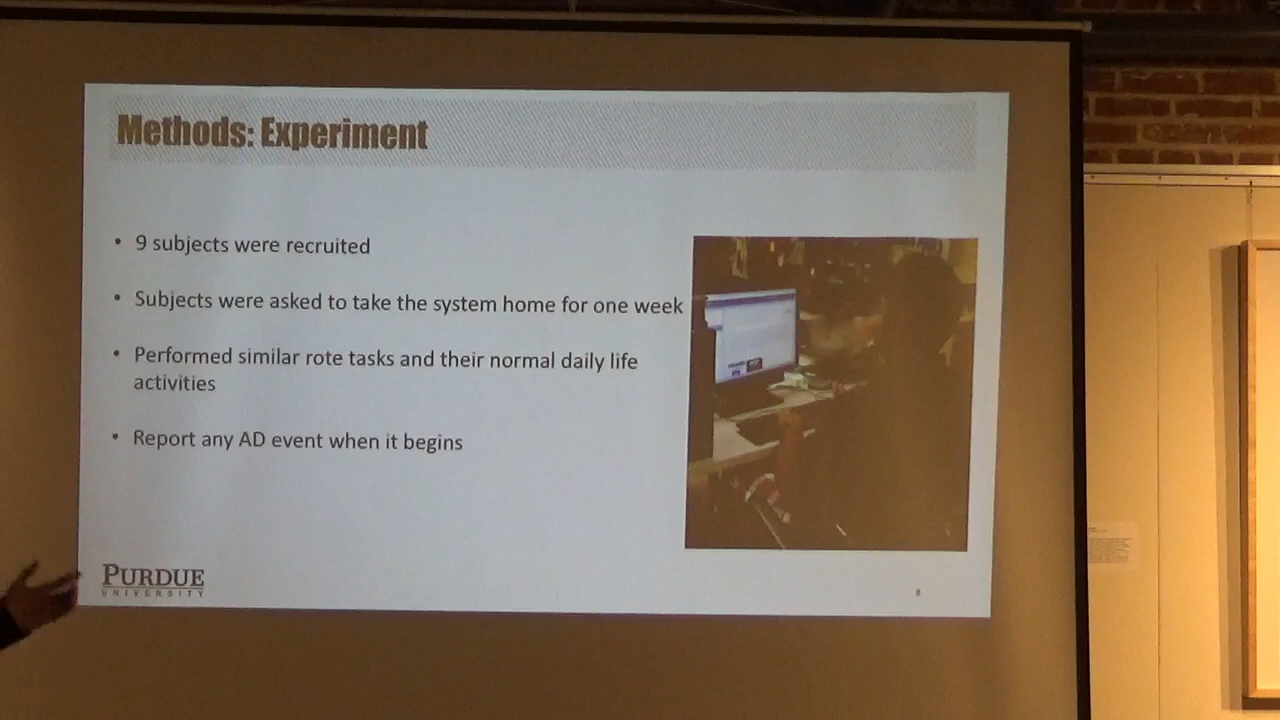 Methods: Experiment
• 9 subjects were recruited
• Subjects were asked to take the system home for one week
• Performed similar rote tasks and their normal daily life
activities
• Report any AD event when it begins
PURDUE
UNIVERSITY
8